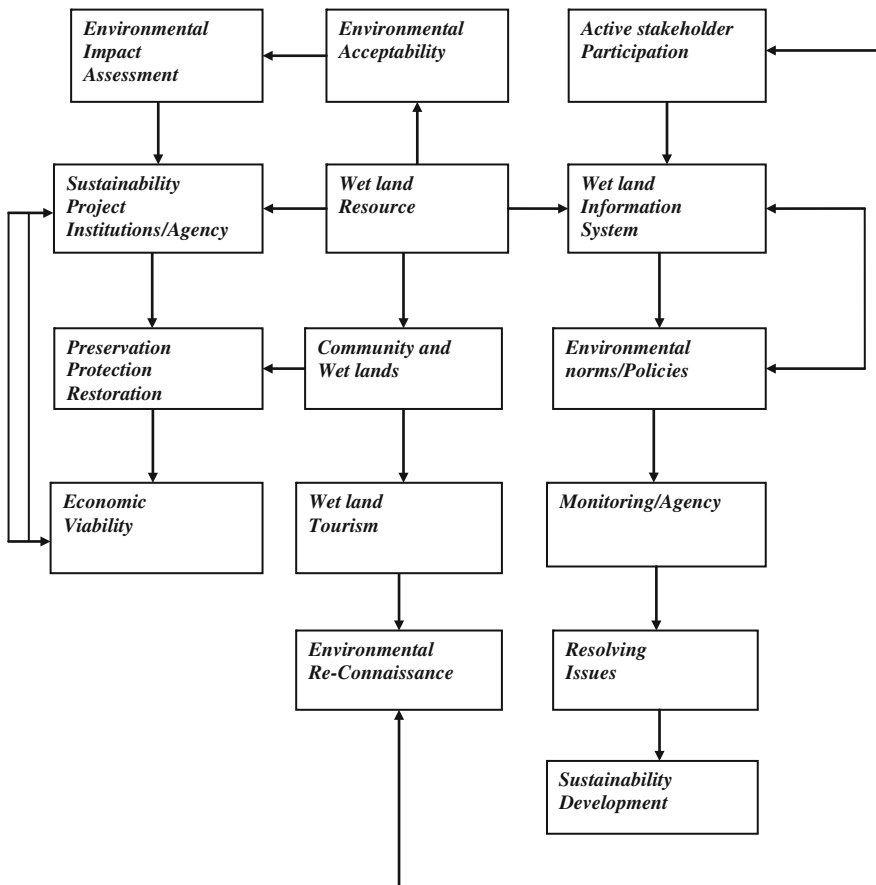 Environmental
Impact
Assessment
Environmental
Acceptability
Active stakeholder
Participation
Sustainability
Project
Institutions/Agency
Wet land
Resource
Wet land
Information
System
Preservation
Protection
Restoration
Community and
Wet lands
Environmental
norms/Policies
Economic
Viability
Wet land
Tourism
Monitoring/Agency
Environmental
Re-Connaissance
Resolving
Issues
Sustainability
Development